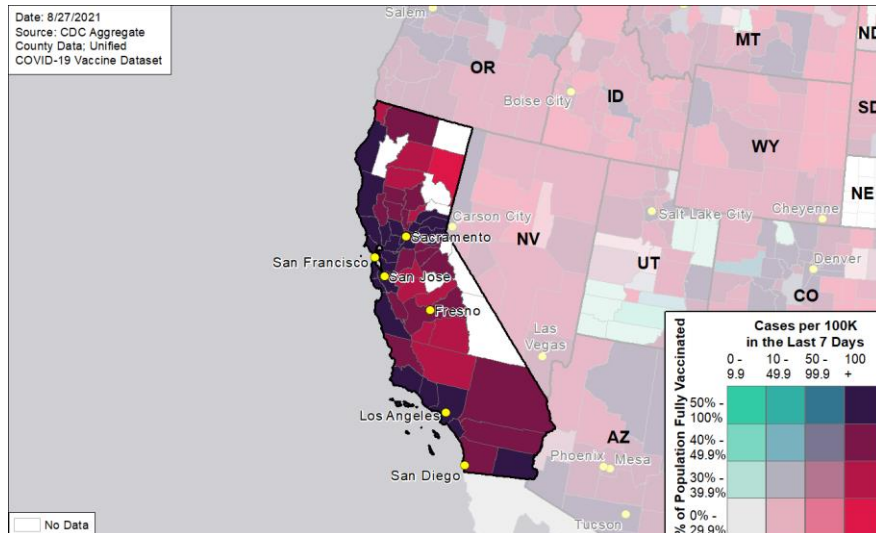 Date: 8/27/2021
Source: CDC Aggregate
County Data; Unified
COVID-19 Vaccine Dataset
Salem
OR
Boise City
ID
MT
ND
SD
WY
NE
Carson City
Salt Lake City
Cheyenne
Sacramento
NV
Denver
San Francisco
San Jose
UT
CO
Fresno
Las
Vegas
Los Angeles
AZ
Phoenix
Mesa
San Diego
Tucson
No Data
Cases per 100K
in the Last 7 Days
0 - 10 - 50 - 100
9.9 49.9 99.9 +
% of Population Fully Vaccinated
50% -
100%
40% -
49.9%
30% -
39.9%
0% -
29.9%